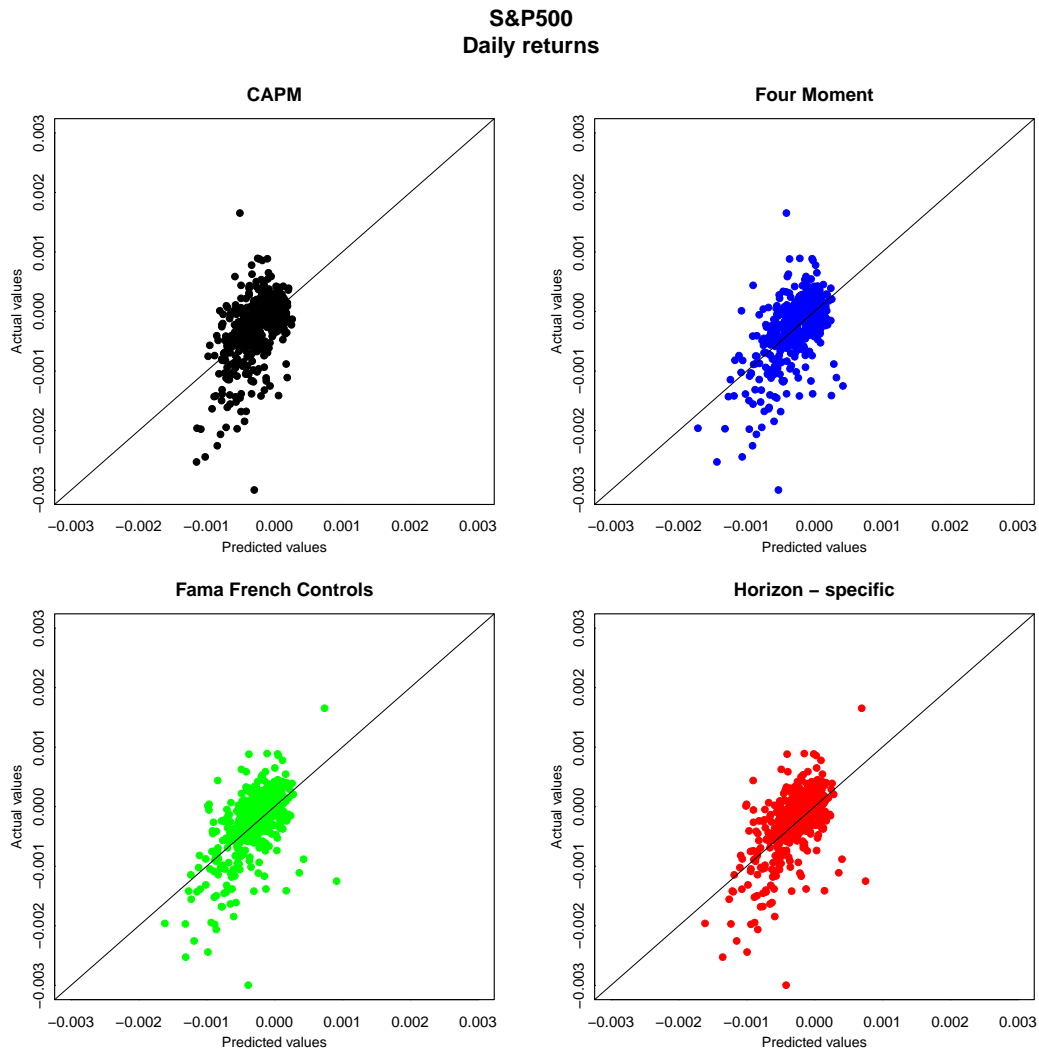 S&P500
Daily returns
CAPM
Actual values
0.003
0.002
0.001
0.000
−0.001
−0.002
−0.003
−0.003 −0.002 −0.001 0.000 0.001 0.002 0.003
Predicted values
Four Moment
Actual values
0.003
0.002
0.001
0.000
−0.001
−0.002
−0.003
−0.003 −0.002 −0.001 0.000 0.001 0.002 0.003
Predicted values
Fama French Controls
Actual values
0.003
0.002
0.001
0.000
−0.001
−0.002
−0.003
−0.003 −0.002 −0.001 0.000 0.001 0.002 0.003
Predicted values
Horizon − specific
Actual values
0.003
0.002
0.001
0.000
−0.001
−0.002
−0.003
−0.003 −0.002 −0.001 0.000 0.001 0.002 0.003
Predicted values